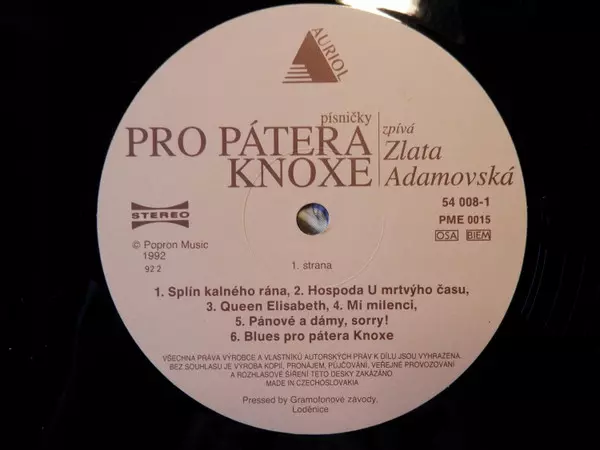 AURIOL
písničky
PRO PÁTERA
KNOXE
zpívá
Zlata
Adamovská
STEREO
54 008-1
PME 0015
OSA BIEM
© Popron Music
1992
92 2
1. strana
1. Splín kalného rána, 2. Hospoda U mrtvýho času,
3. Queen Elisabeth, 4. Mí milenci,
5. Pánové a dámy, sorry!
6. Blues pro pátera Knoxe
VŠECHNA PRÁVA VÝROBCE A VLASTNÍKŮ AUTORSKÝCH PRÁV K DÍLU JSOU VYHRAZENA.
BEZ SOUHLASU JE VÝROBA KOPIÍ, PRONÁJEM, PŮJČOVÁNÍ, VEŘEJNÉ PROVOZOVÁNÍ
A ROZHLASOVÉ ŠÍŘENÍ TÉTO DESKY ZAKÁZÁNO.
MADE IN CZECHOSLOVAKIA
Pressed by Gramofonové závody,
Loděnice